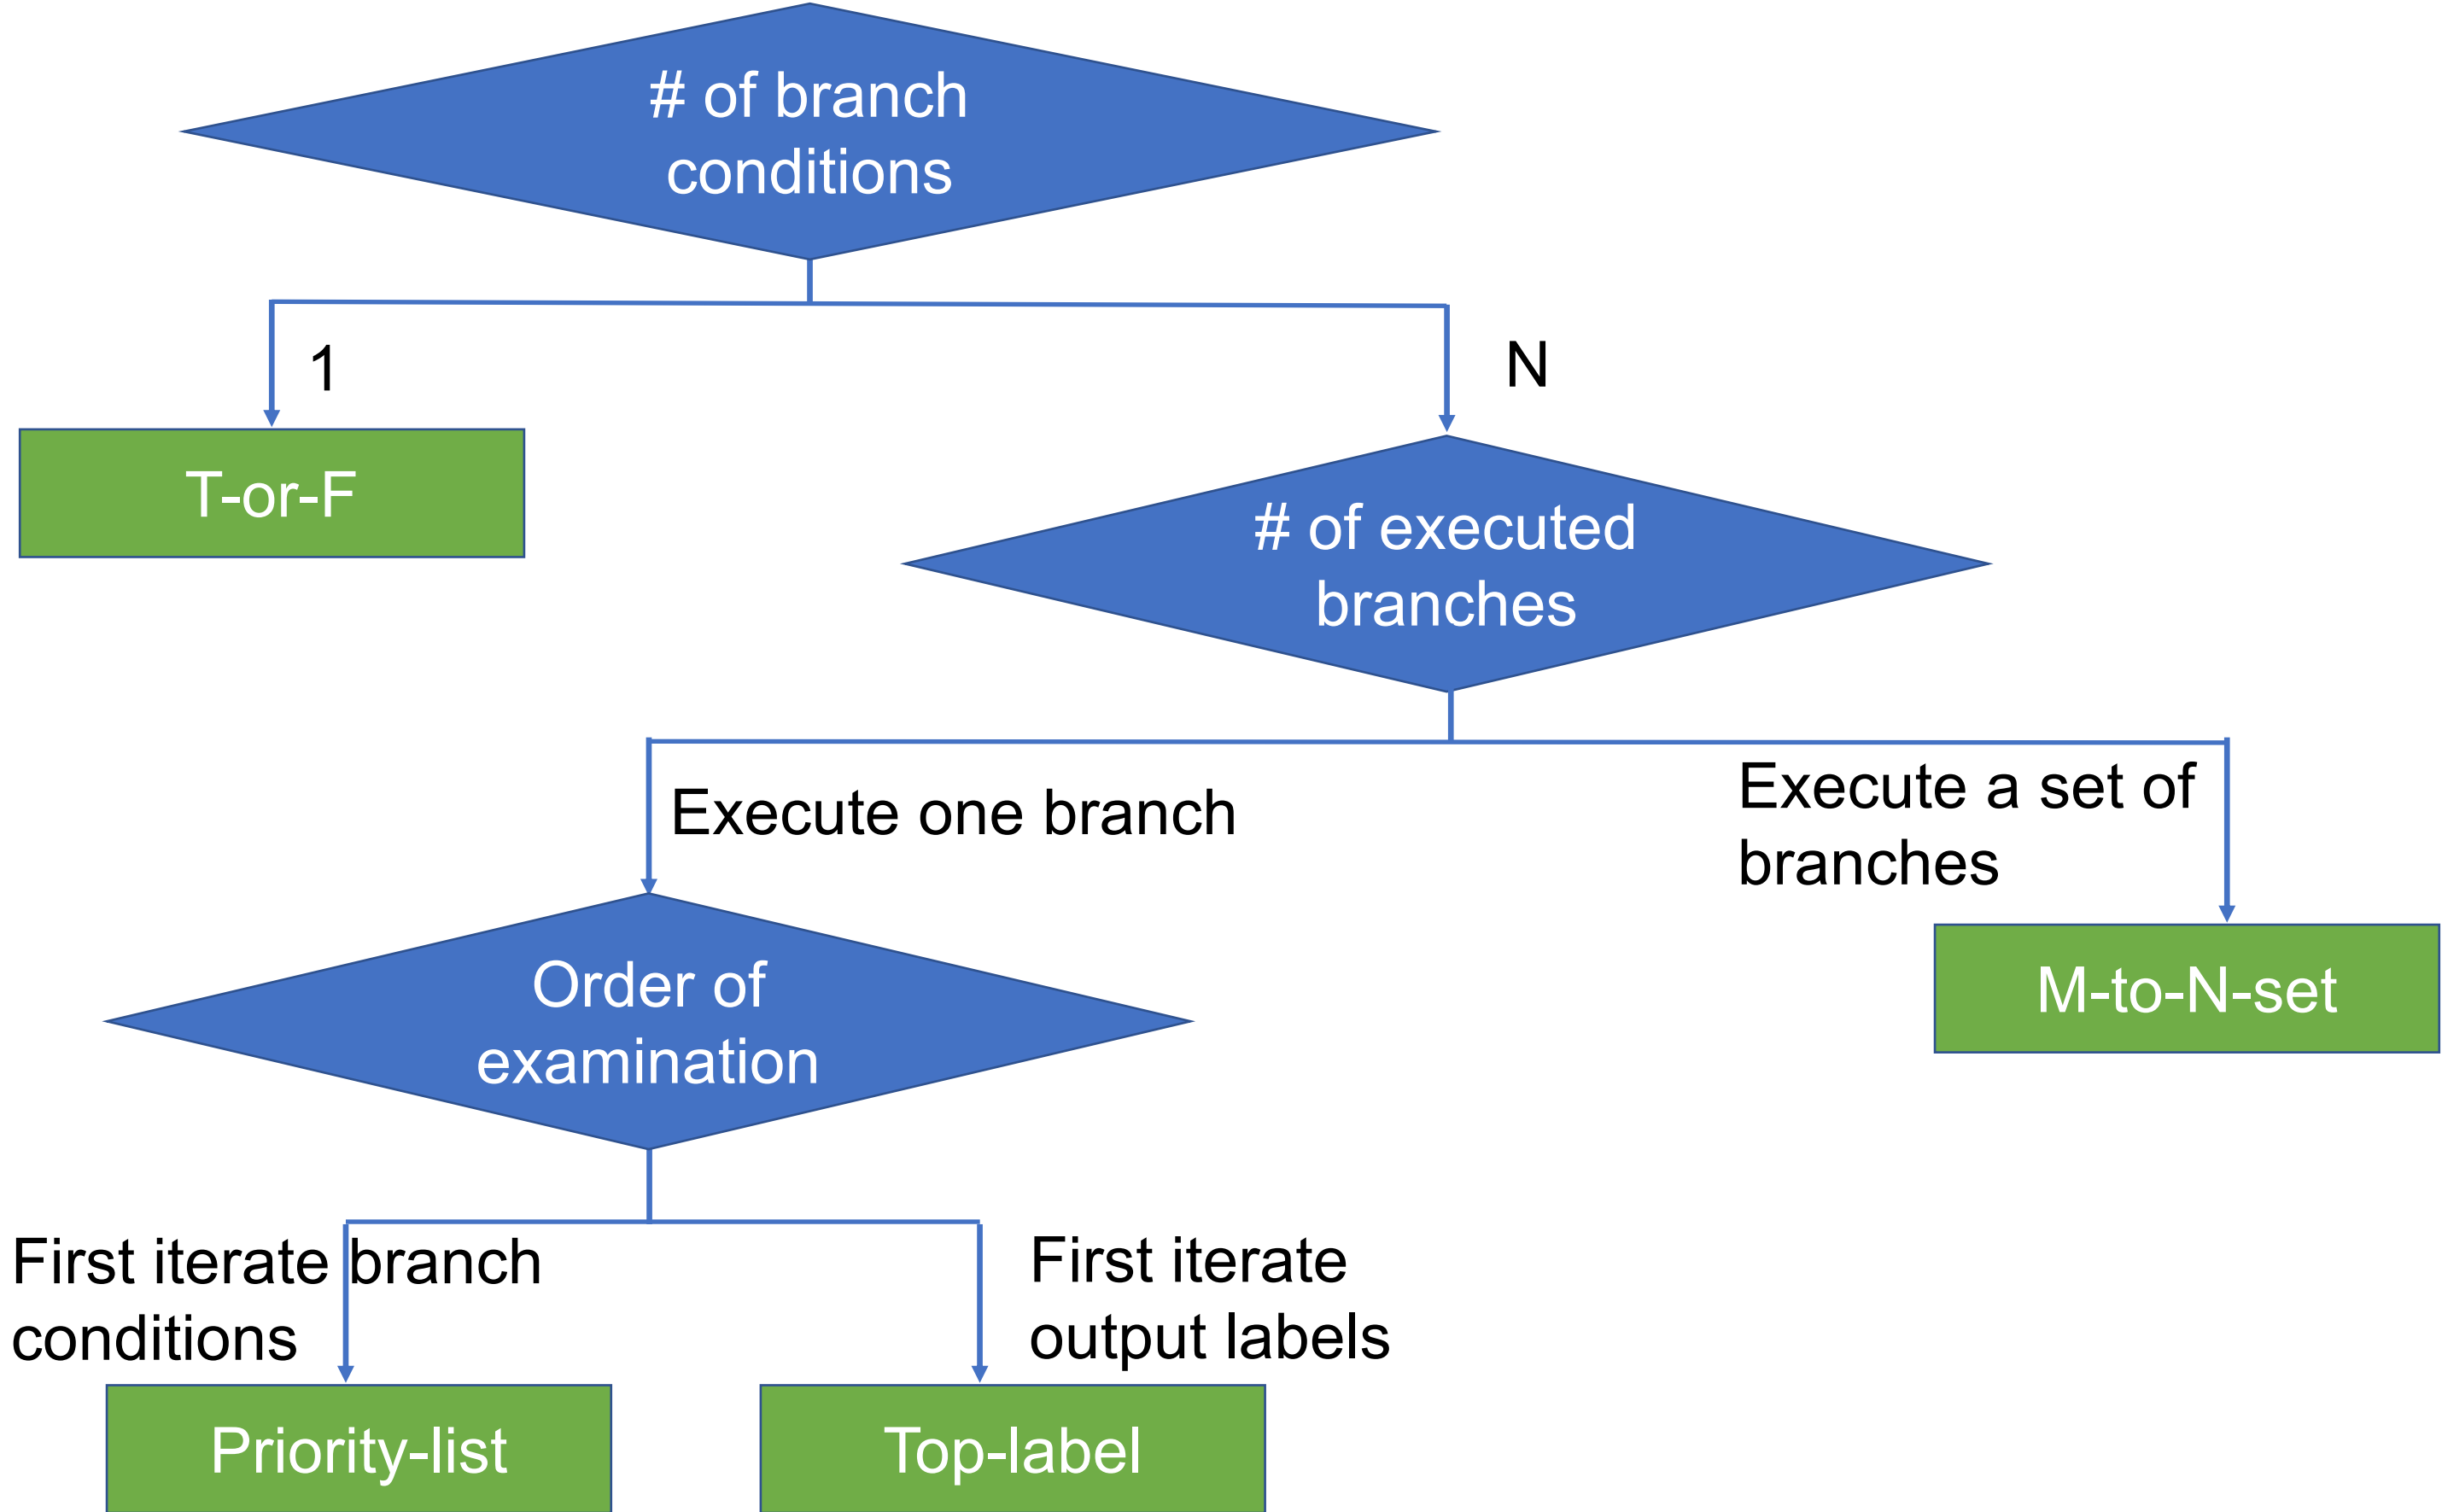 # of branch
conditions
1
N
T-or-F
# of executed
branches
Execute one branch
Execute a set of
branches
Order of
examination
M-to-N-set
First iterate branch
conditions
First iterate
output labels
Priority-list
Top-label